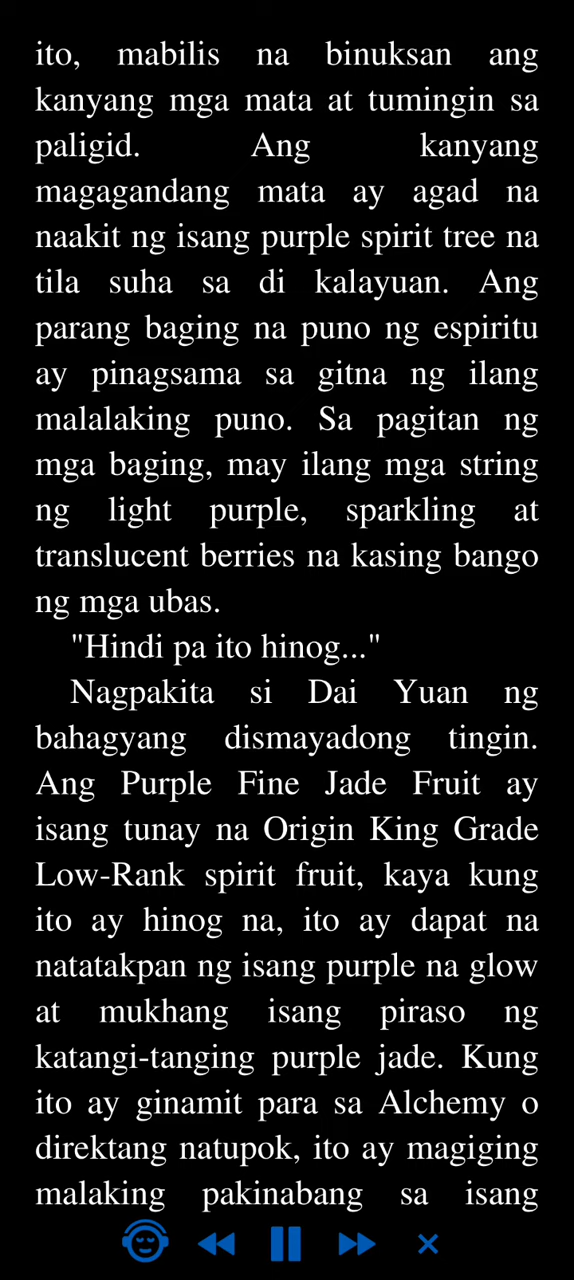 ito, mabilis na binuksan ang
kanyang mga mata at tumingin sa
paligid. Ang kanyang
magagandang mata ay agad na
naakit ng isang purple spirit tree na
tila suha sa di kalayuan. Ang
parang baging na puno ng espiritu
ay pinagsama sa gitna ng ilang
malalaking puno. Sa pagitan ng
mga baging, may ilang mga string
ng light purple, sparkling at
translucent berries na kasing bango
ng mga ubas.
"Hindi pa ito hinog..."
Nagpakita si Dai Yuan ng
bahagyang dismayadong tingin.
Ang Purple Fine Jade Fruit ay
isang tunay na Origin King Grade
Low-Rank spirit fruit, kaya kung
ito ay hinog na, ito ay dapat na
natatakpan ng isang purple na glow
at mukhang isang piraso ng
katangi-tanging purple jade. Kung
ito ay ginamit para sa Alchemy o
direktang natupok, ito ay magiging
malaking pakinabang sa isang